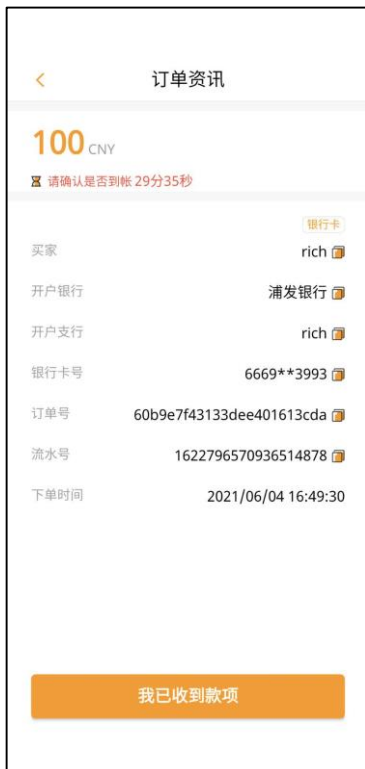 订单资讯
100 CNY
请确认是否到帐 29分35秒
银行卡
买家 rich
开户银行 浦发银行
开户支行 rich
银行卡号 6669**3993
订单号 60b9e7f43133dee401613cda
流水号 1622796570936514878
下单时间 2021/06/04 16:49:30
我已收到款项